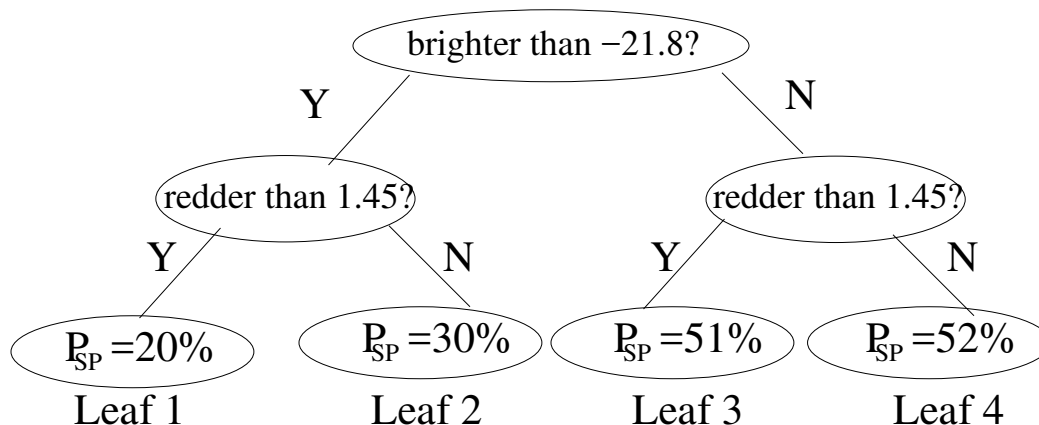 brighter than −21.8?
Y
N
redder than 1.45?
redder than 1.45?
Y
N
Y
N
P_SP =20%
P_SP =30%
P_SP =51%
P_SP =52%
Leaf 1
Leaf 2
Leaf 3
Leaf 4